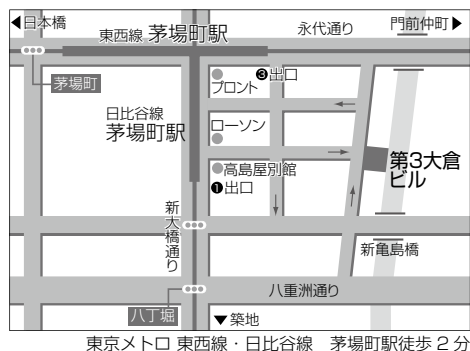 ◀日本橋
東西線 茅場町駅
永代通り
門前仲町▶
茅場町
プロント
❸出口
日比谷線
茅場町駅
ローソン
高島屋別館
❶出口
第3大倉
ビル
新大橋通り
新亀島橋
八重洲通り
八丁堀
▼築地
東京メトロ 東西線・日比谷線 茅場町駅徒歩 2 分